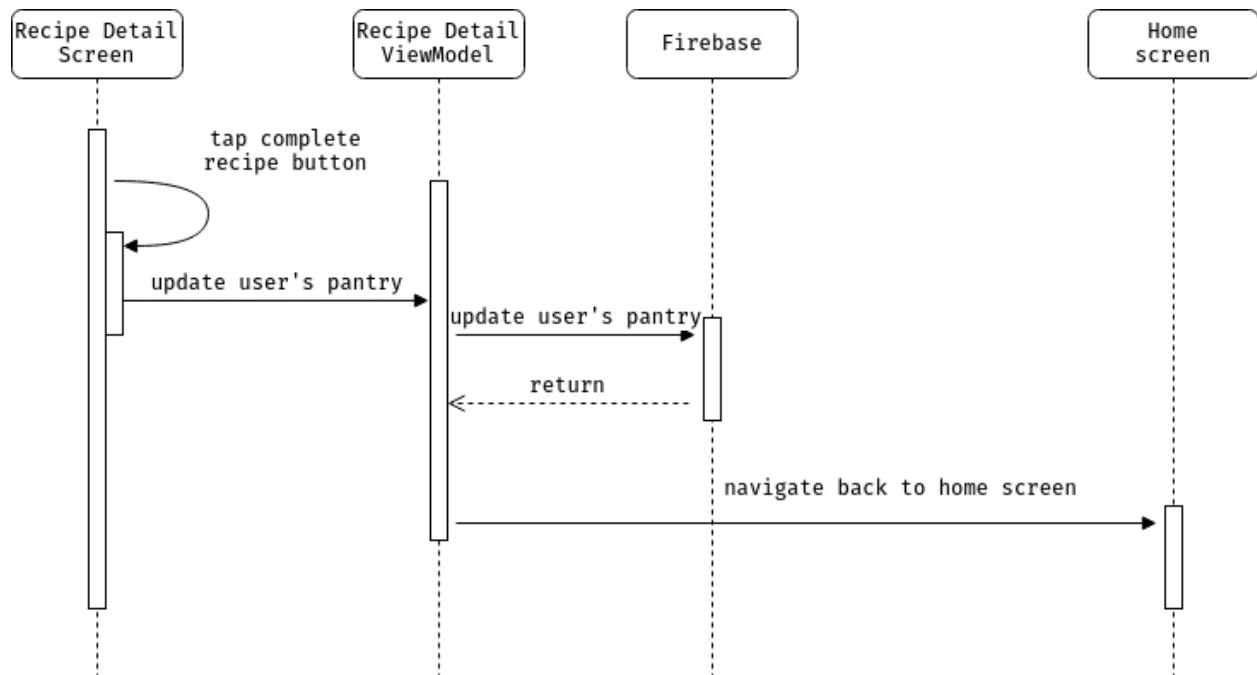 Recipe Detail
Screen
Recipe Detail
ViewModel
Firebase
Home
screen
tap complete
recipe button
update user's pantry
update user's pantry
return
navigate back to home screen